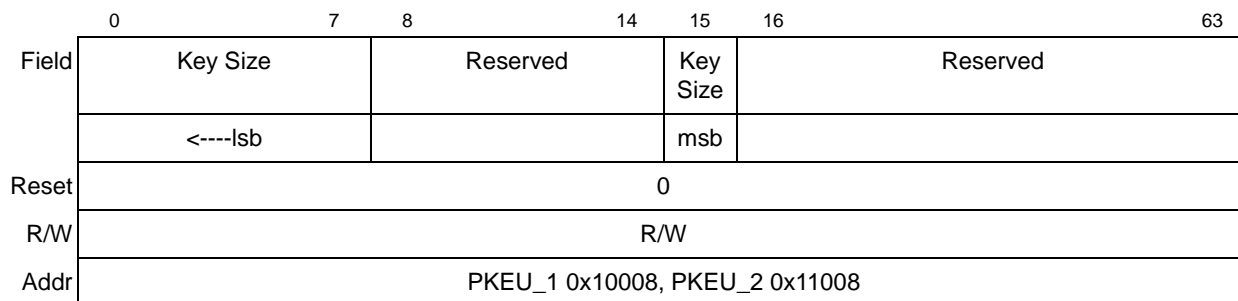 0 7 8 14 15 16 63
Field Key Size Reserved Key Reserved
Size
<----lsb msb
Reset 0
R/W R/W
Addr PKEU_1 0x10008, PKEU_2 0x11008